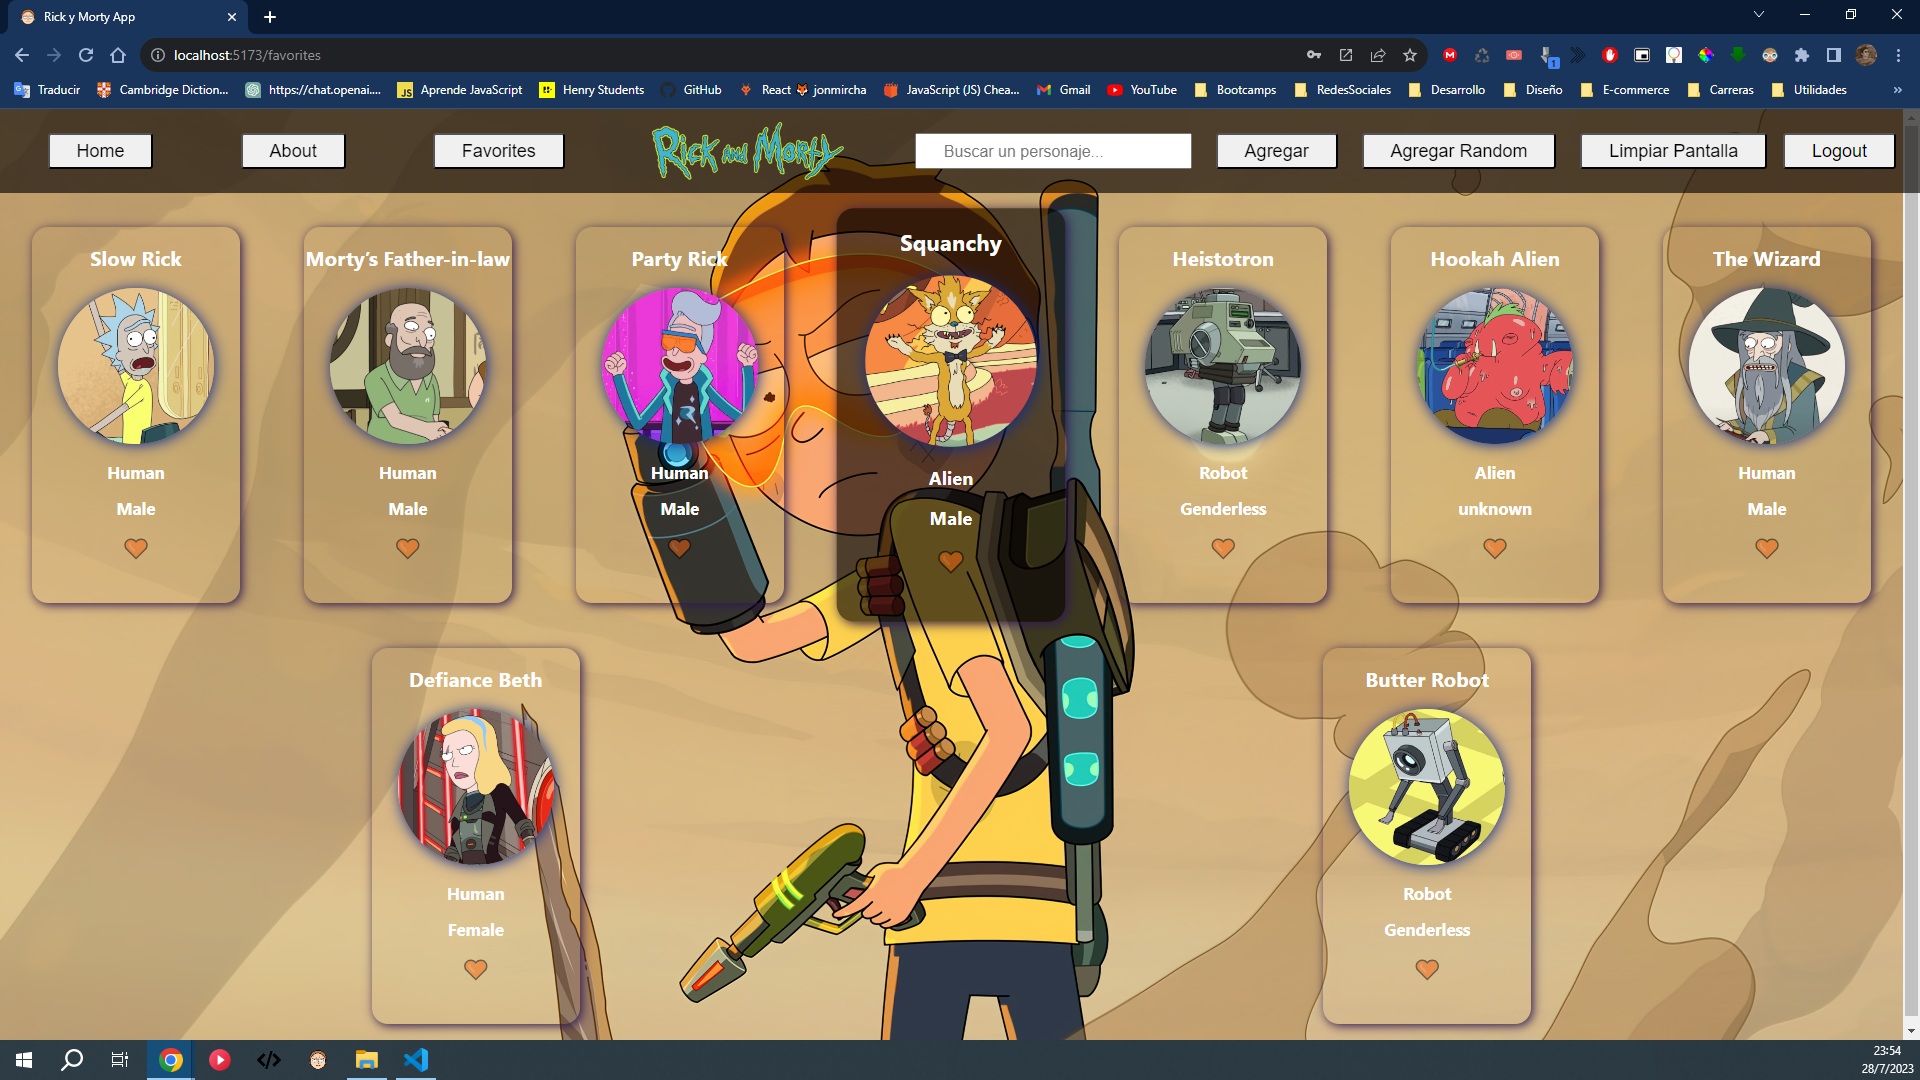 Rick y Morty App
localhost:5173/favorites
1
Traducir
Cambridge Diction...
https://chat.openai....
JS
Aprende JavaScript
Henry Students
GitHub
React
jonmircha
JavaScript (JS) Chea...
Gmail
YouTube
Bootcamps
RedesSociales
Desarrollo
Diseño
E-commerce
Carreras
Utilidades
Home
About
Favorites
Rick and Morty
Buscar un personaje...
Agregar
Agregar Random
Limpiar Pantalla
Logout
Slow Rick
Human
Male
Morty’s Father-in-law
Human
Male
Party Rick
Human
Male
Squanchy
Alien
Male
Heistotron
Robot
Genderless
Hookah Alien
Alien
unknown
The Wizard
Human
Male
Defiance Beth
Human
Female
Butter Robot
Robot
Genderless
23:54
28/7/2023